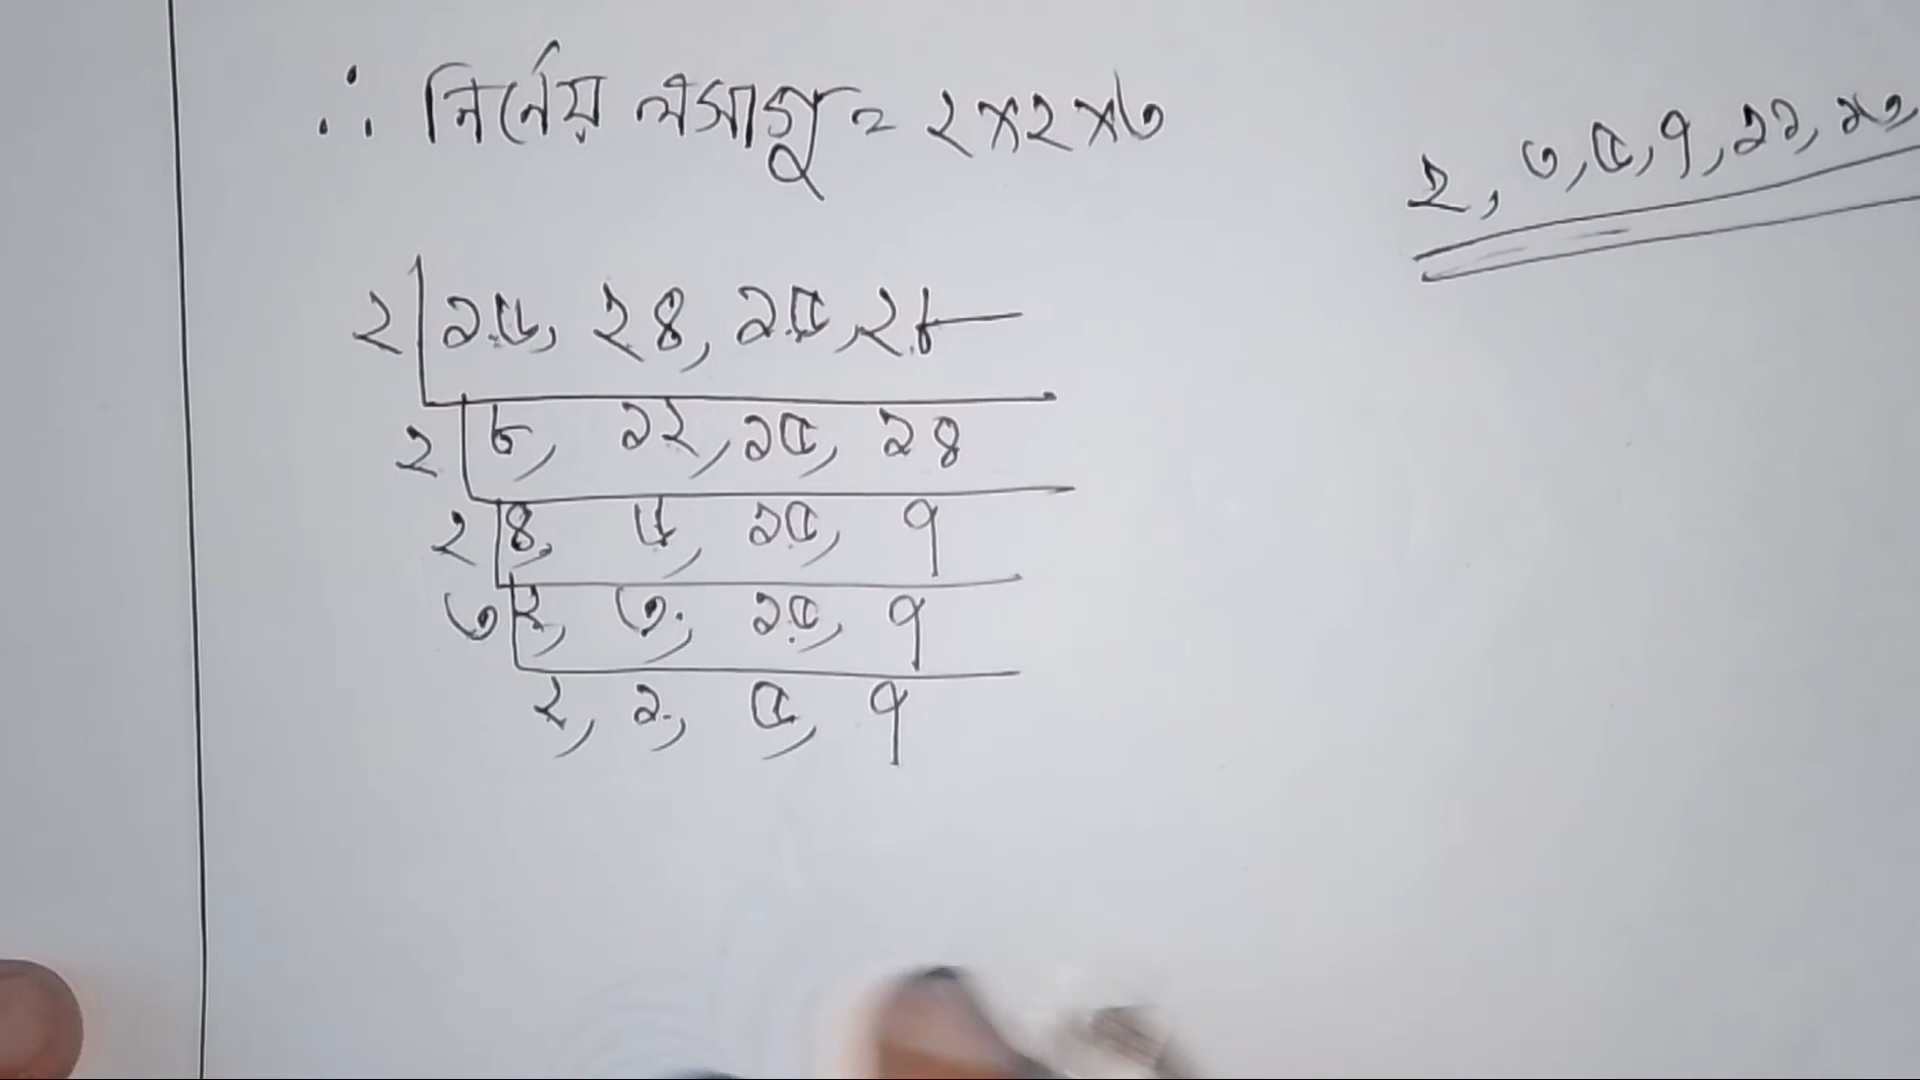 ∴ নির্নেয় লসাগু = ২×২×৩
২, ৩, ৫, ৭, ১১, ১৩
২ ১৬, ২৪, ১৫, ২৮
২ ৮, ১২, ১৫, ১৪
২ ৪, ৬, ১৫, ৭
৩ ২, ৩, ১৫, ৭
২, ১, ৫, ৭